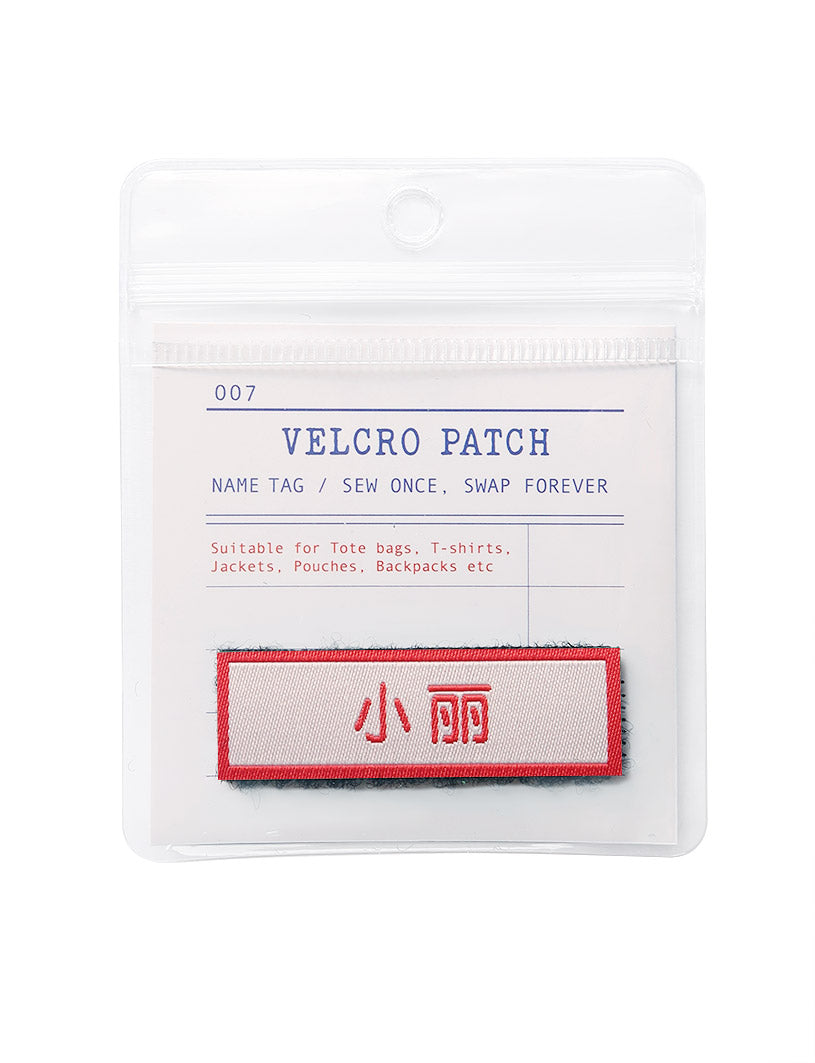 007
VELCRO PATCH
NAME TAG / SEW ONCE, SWAP FOREVER
Suitable for Tote bags, T-shirts,
Jackets, Pouches, Backpacks etc
小丽